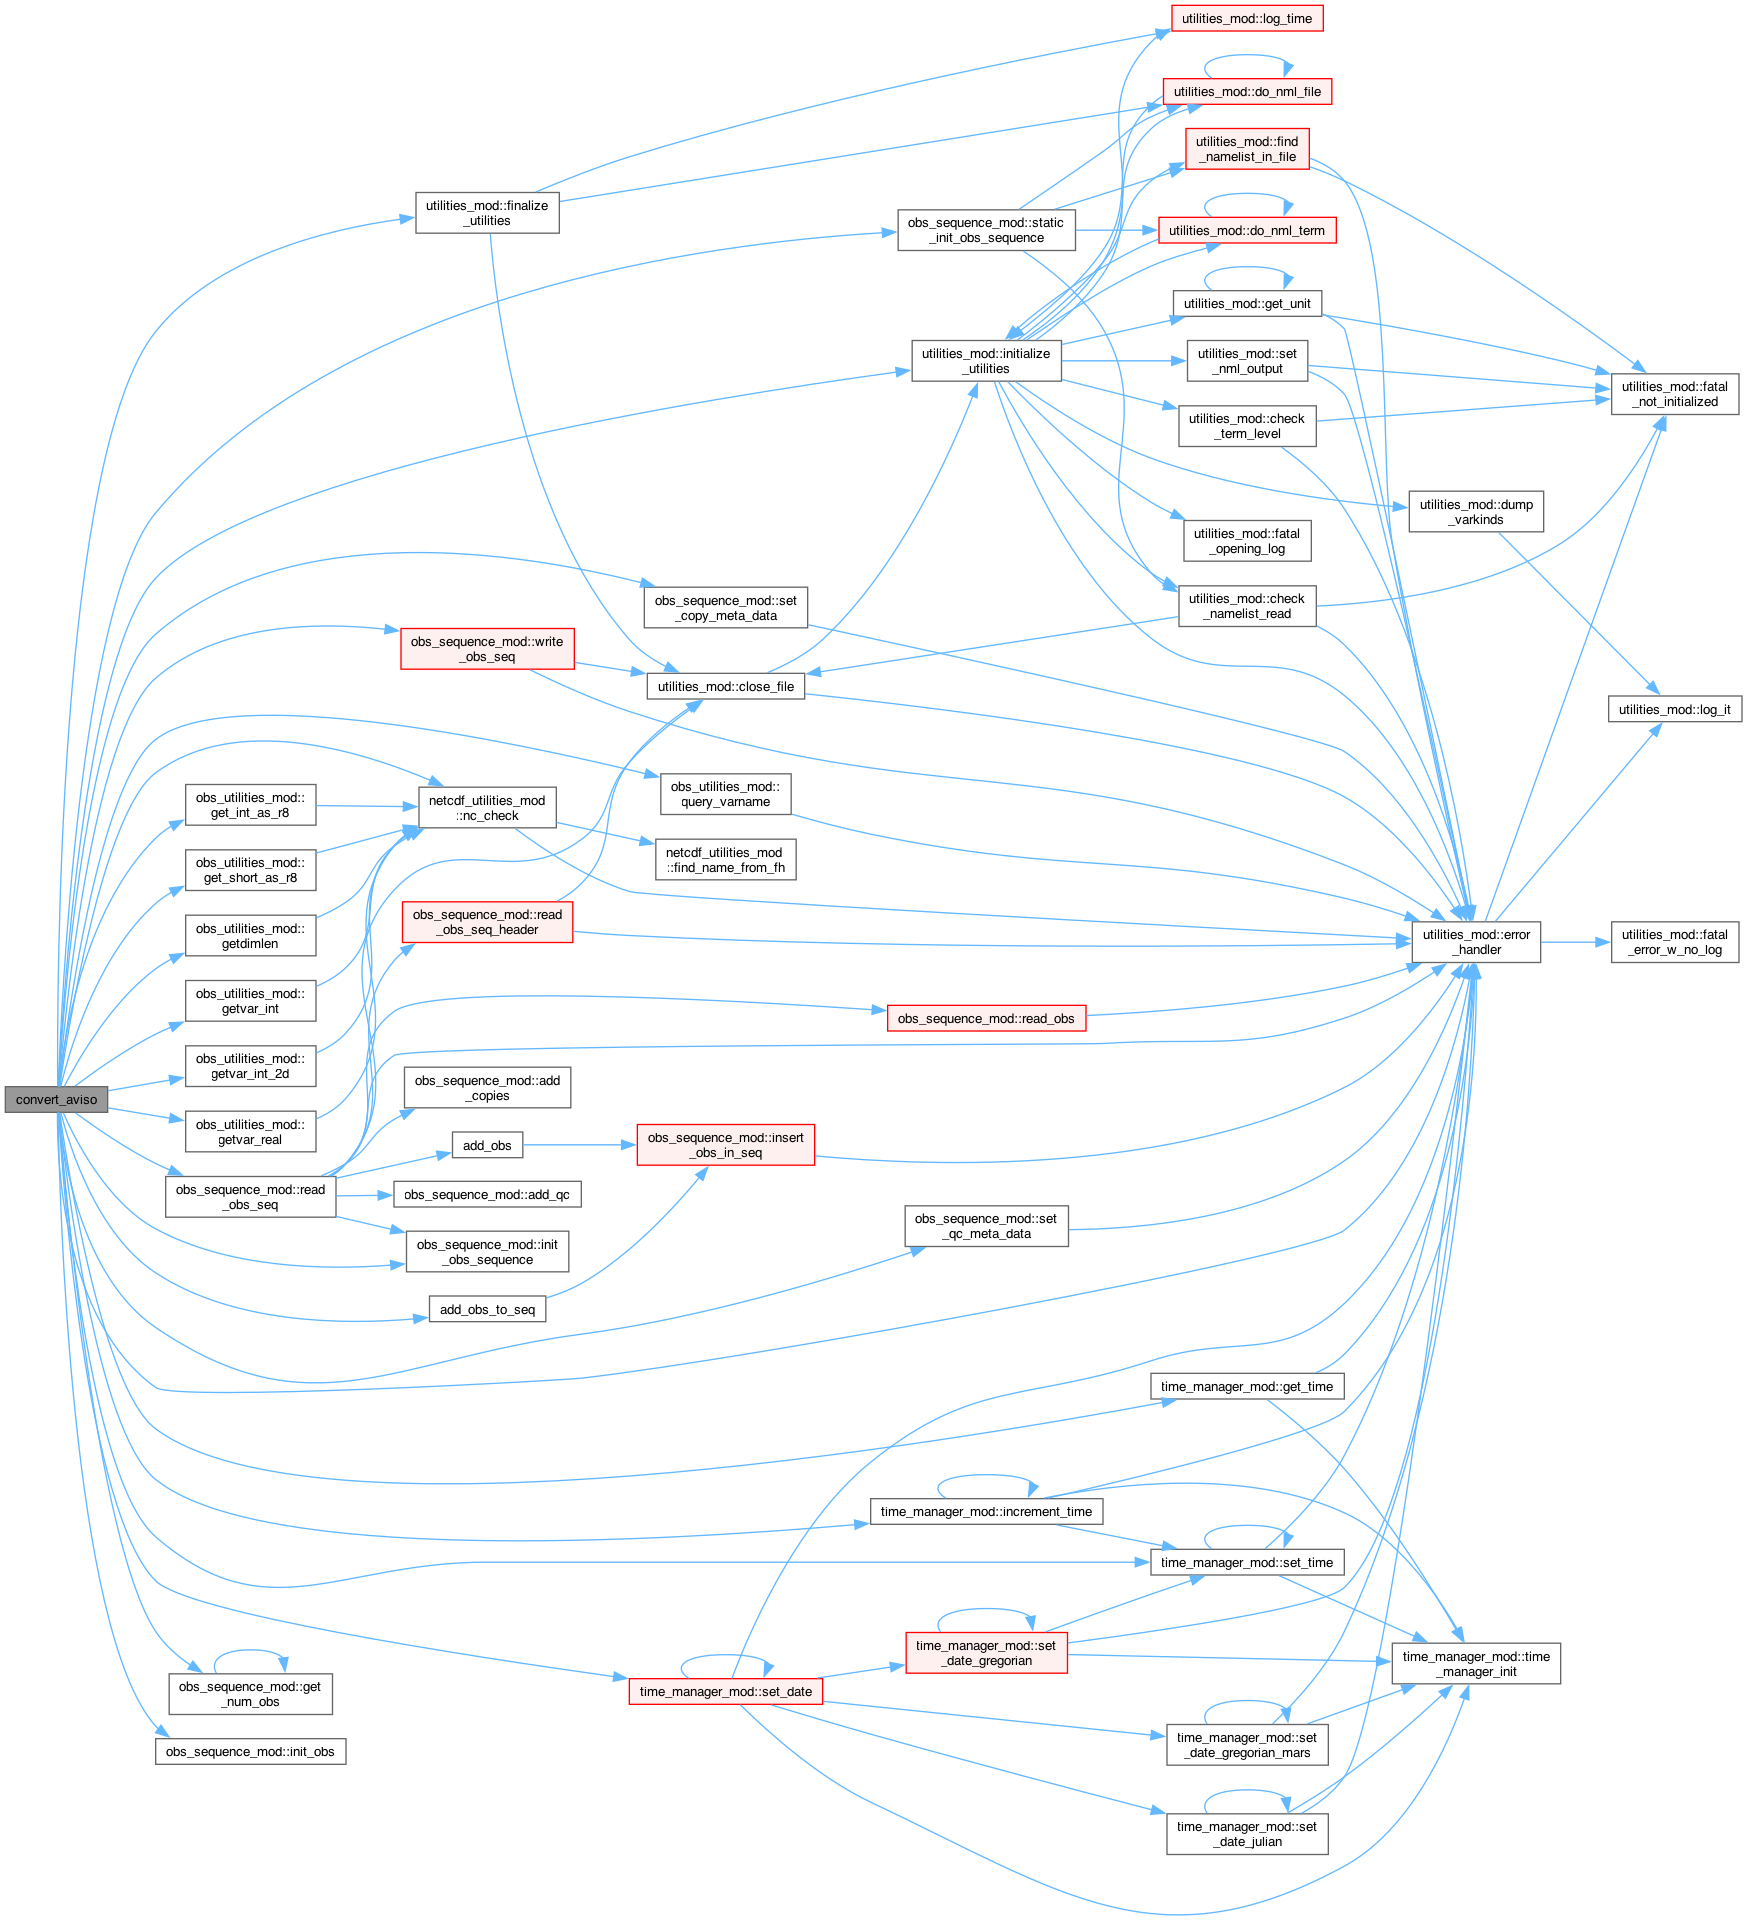 utilities_mod::log_time
utilities_mod::do_nml_file
utilities_mod::find
_namelist_in_file
utilities_mod::finalize
_utilities
obs_sequence_mod::static
_init_obs_sequence
utilities_mod::do_nml_term
utilities_mod::get_unit
utilities_mod::initialize
_utilities
utilities_mod::set
_nml_output
utilities_mod::fatal
_not_initialized
utilities_mod::check
_term_level
utilities_mod::dump
_varkinds
utilities_mod::fatal
_opening_log
obs_sequence_mod::set
_copy_meta_data
utilities_mod::check
_namelist_read
obs_sequence_mod::write
_obs_seq
utilities_mod::close_file
utilities_mod::log_it
obs_utilities_mod::
get_int_as_r8
netcdf_utilities_mod
::nc_check
obs_utilities_mod::
query_varname
obs_utilities_mod::
get_short_as_r8
netcdf_utilities_mod
::find_name_from_fh
obs_utilities_mod::
getdimlen
obs_sequence_mod::read
_obs_seq_header
utilities_mod::error
_handler
utilities_mod::fatal
_error_w_no_log
obs_utilities_mod::
getvar_int
obs_sequence_mod::read_obs
obs_utilities_mod::
getvar_int_2d
obs_sequence_mod::add
_copies
convert_aviso
obs_utilities_mod::
getvar_real
add_obs
obs_sequence_mod::insert
_obs_in_seq
obs_sequence_mod::read
_obs_seq
obs_sequence_mod::add_qc
obs_sequence_mod::set
_qc_meta_data
obs_sequence_mod::init
_obs_sequence
add_obs_to_seq
time_manager_mod::get_time
time_manager_mod::increment_time
time_manager_mod::set_time
time_manager_mod::set
_date_gregorian
time_manager_mod::time
_manager_init
obs_sequence_mod::get
_num_obs
time_manager_mod::set_date
obs_sequence_mod::init_obs
time_manager_mod::set
_date_gregorian_mars
time_manager_mod::set
_date_julian